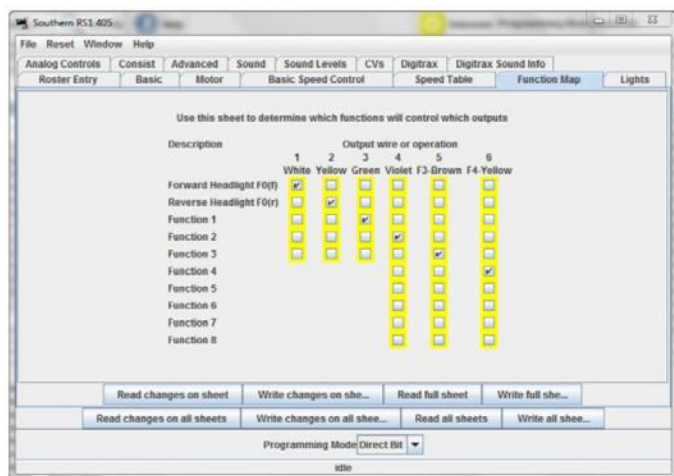 Southern RS1 405
File Reset Window Help
Analog Controls Consist Advanced Sound Sound Levels CVs Digitrax Digitrax Sound Info
Roster Entry Basic Motor Basic Speed Control Speed Table Function Map Lights
Use this sheet to determine which functions will control which outputs
Description Output wire or operation
1 2 3 4 5 6
White Yellow Green Violet F3-Brown F4-Yellow
Forward Headlight F0(f)
Reverse Headlight F0(r)
Function 1
Function 2
Function 3
Function 4
Function 5
Function 6
Function 7
Function 8
Read changes on sheet Write changes on she... Read full sheet Write full she...
Read changes on all sheets Write changes on all shee... Read all sheets Write all shee...
Programming Mode Direct Bit
idle